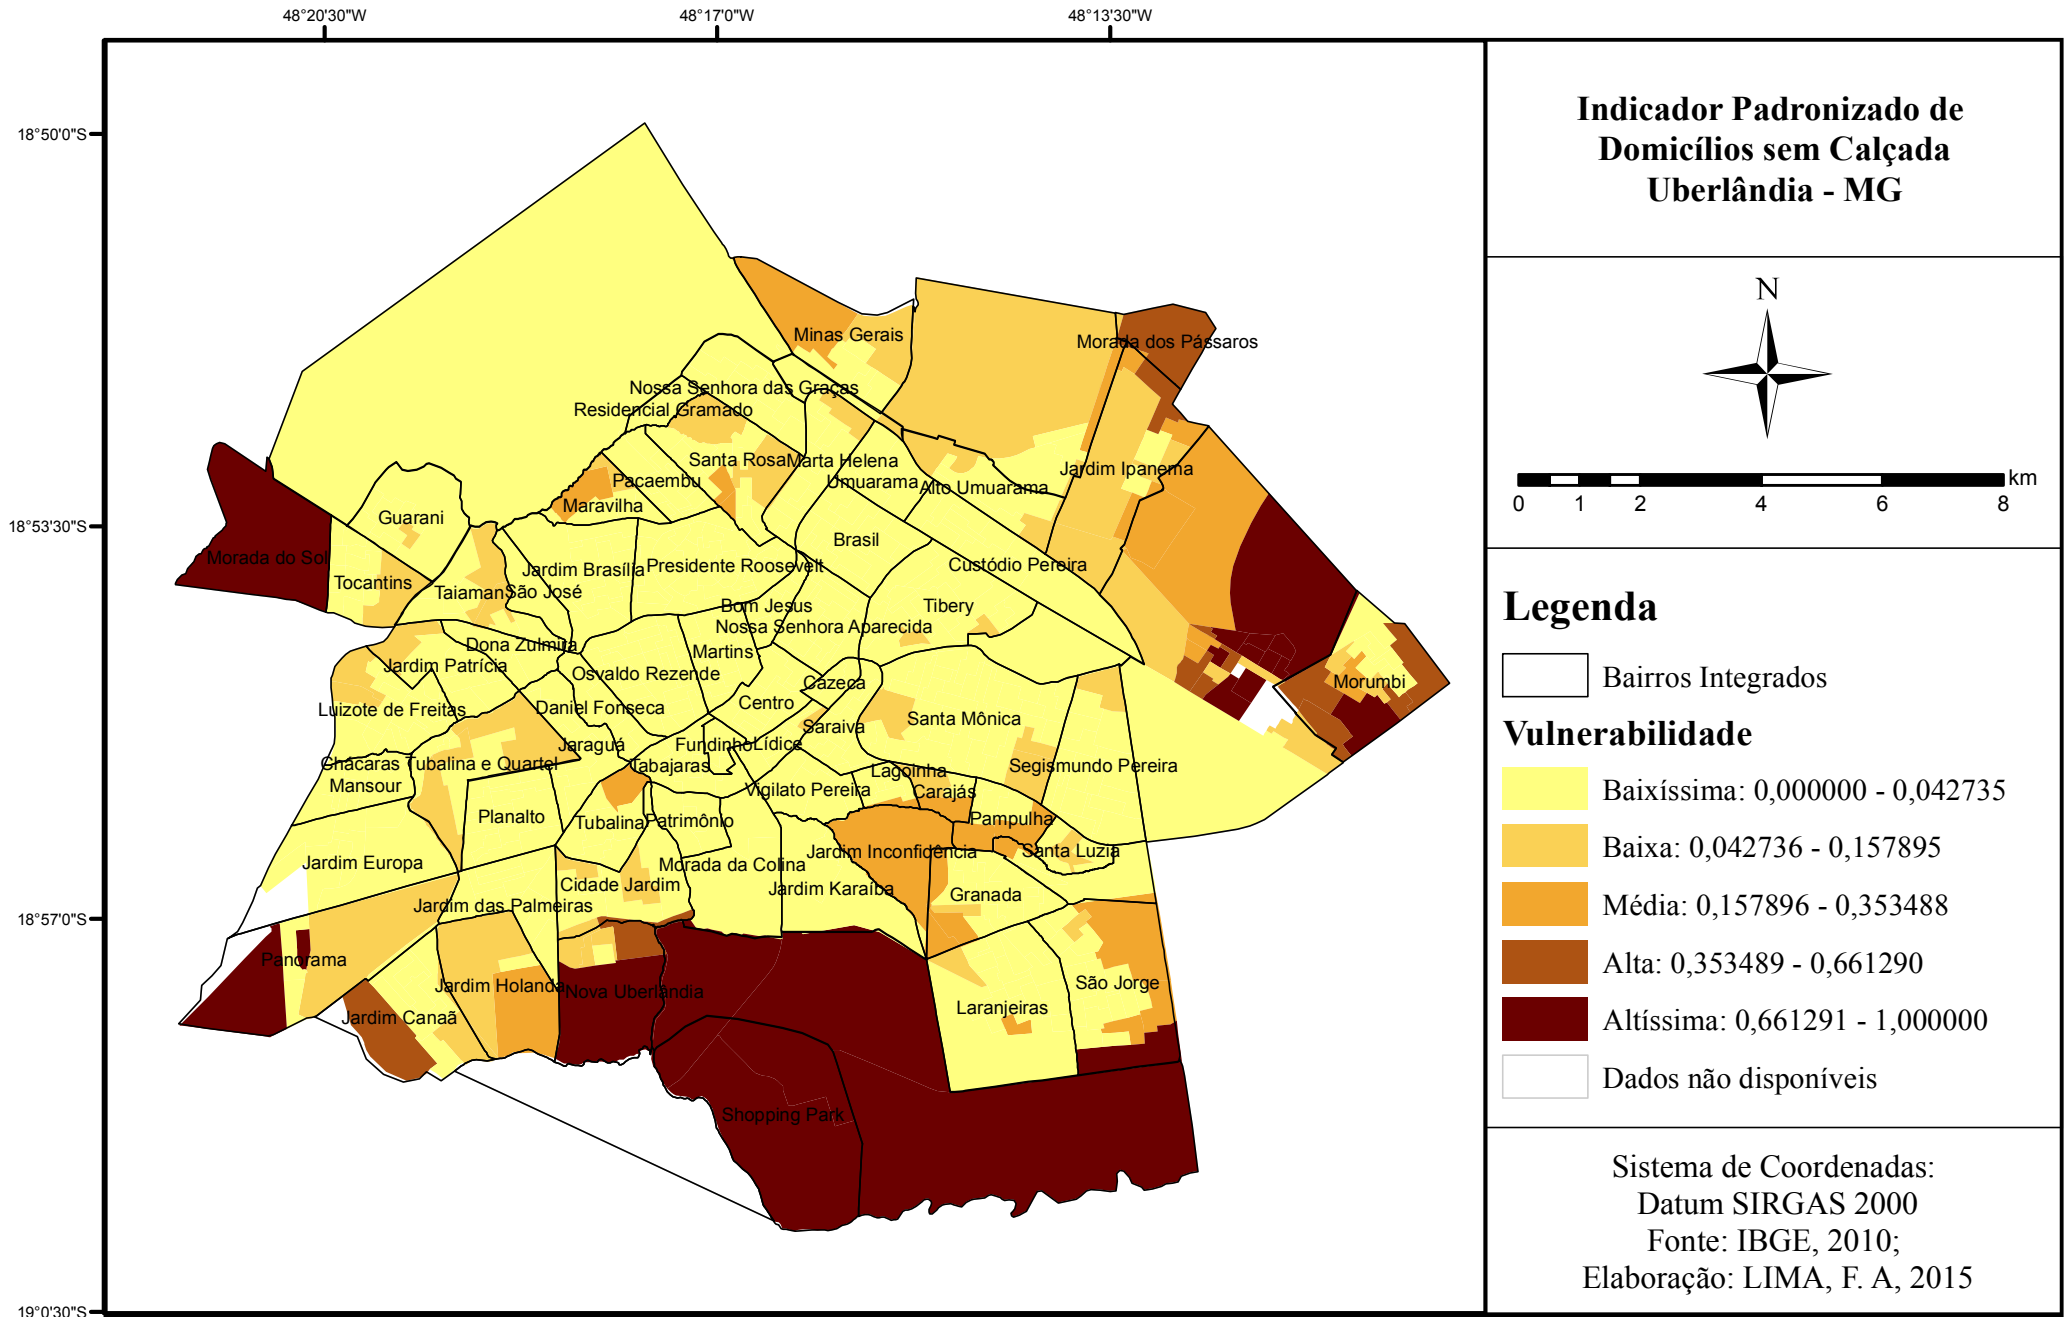 48°20'30"W
48°17'0"W
48°13'30"W
18°50'0"S
18°53'30"S
18°57'0"S
19°0'30"S
Minas Gerais
Morada dos Pássaros
Nossa Senhora das Graças
Residencial Gramado
Santa Rosa
Marta Helena
Jardim Ipanema
Pacaembu
Umuarama
Alto Umuarama
Maravilha
Guarani
Brasil
Morada do Sol
Tocantins
Jardim Brasília
Presidente Roosevelt
Custódio Pereira
Taiaman
São José
Bom Jesus
Tibery
Nossa Senhora Aparecida
Dona Zulmira
Martins
Jardim Patrícia
Osvaldo Rezende
Cazeca
Morumbi
Luizote de Freitas
Daniel Fonseca
Centro
Santa Mônica
Saraiva
Jaraguá
Fundinho
Lídice
Chácaras Tubalina e Quartel
Tabajaras
Lagoinha
Segismundo Pereira
Mansour
Vigilato Pereira
Carajás
Planalto
Tubalina
Patrimônio
Pampulha
Jardim Europa
Morada da Colina
Jardim Inconfidência
Santa Luzia
Cidade Jardim
Jardim Karaíba
Granada
Jardim das Palmeiras
Panorama
Jardim Holanda
Nova Uberlândia
São Jorge
Jardim Canaã
Laranjeiras
Shopping Park
Indicador Padronizado de
Domicílios sem Calçada
Uberlândia - MG
N
km
0 1 2 4 6 8
Legenda
Bairros Integrados
Vulnerabilidade
Baixíssima: 0,000000 - 0,042735
Baixa: 0,042736 - 0,157895
Média: 0,157896 - 0,353488
Alta: 0,353489 - 0,661290
Altíssima: 0,661291 - 1,000000
Dados não disponíveis
Sistema de Coordenadas:
Datum SIRGAS 2000
Fonte: IBGE, 2010;
Elaboração: LIMA, F. A, 2015